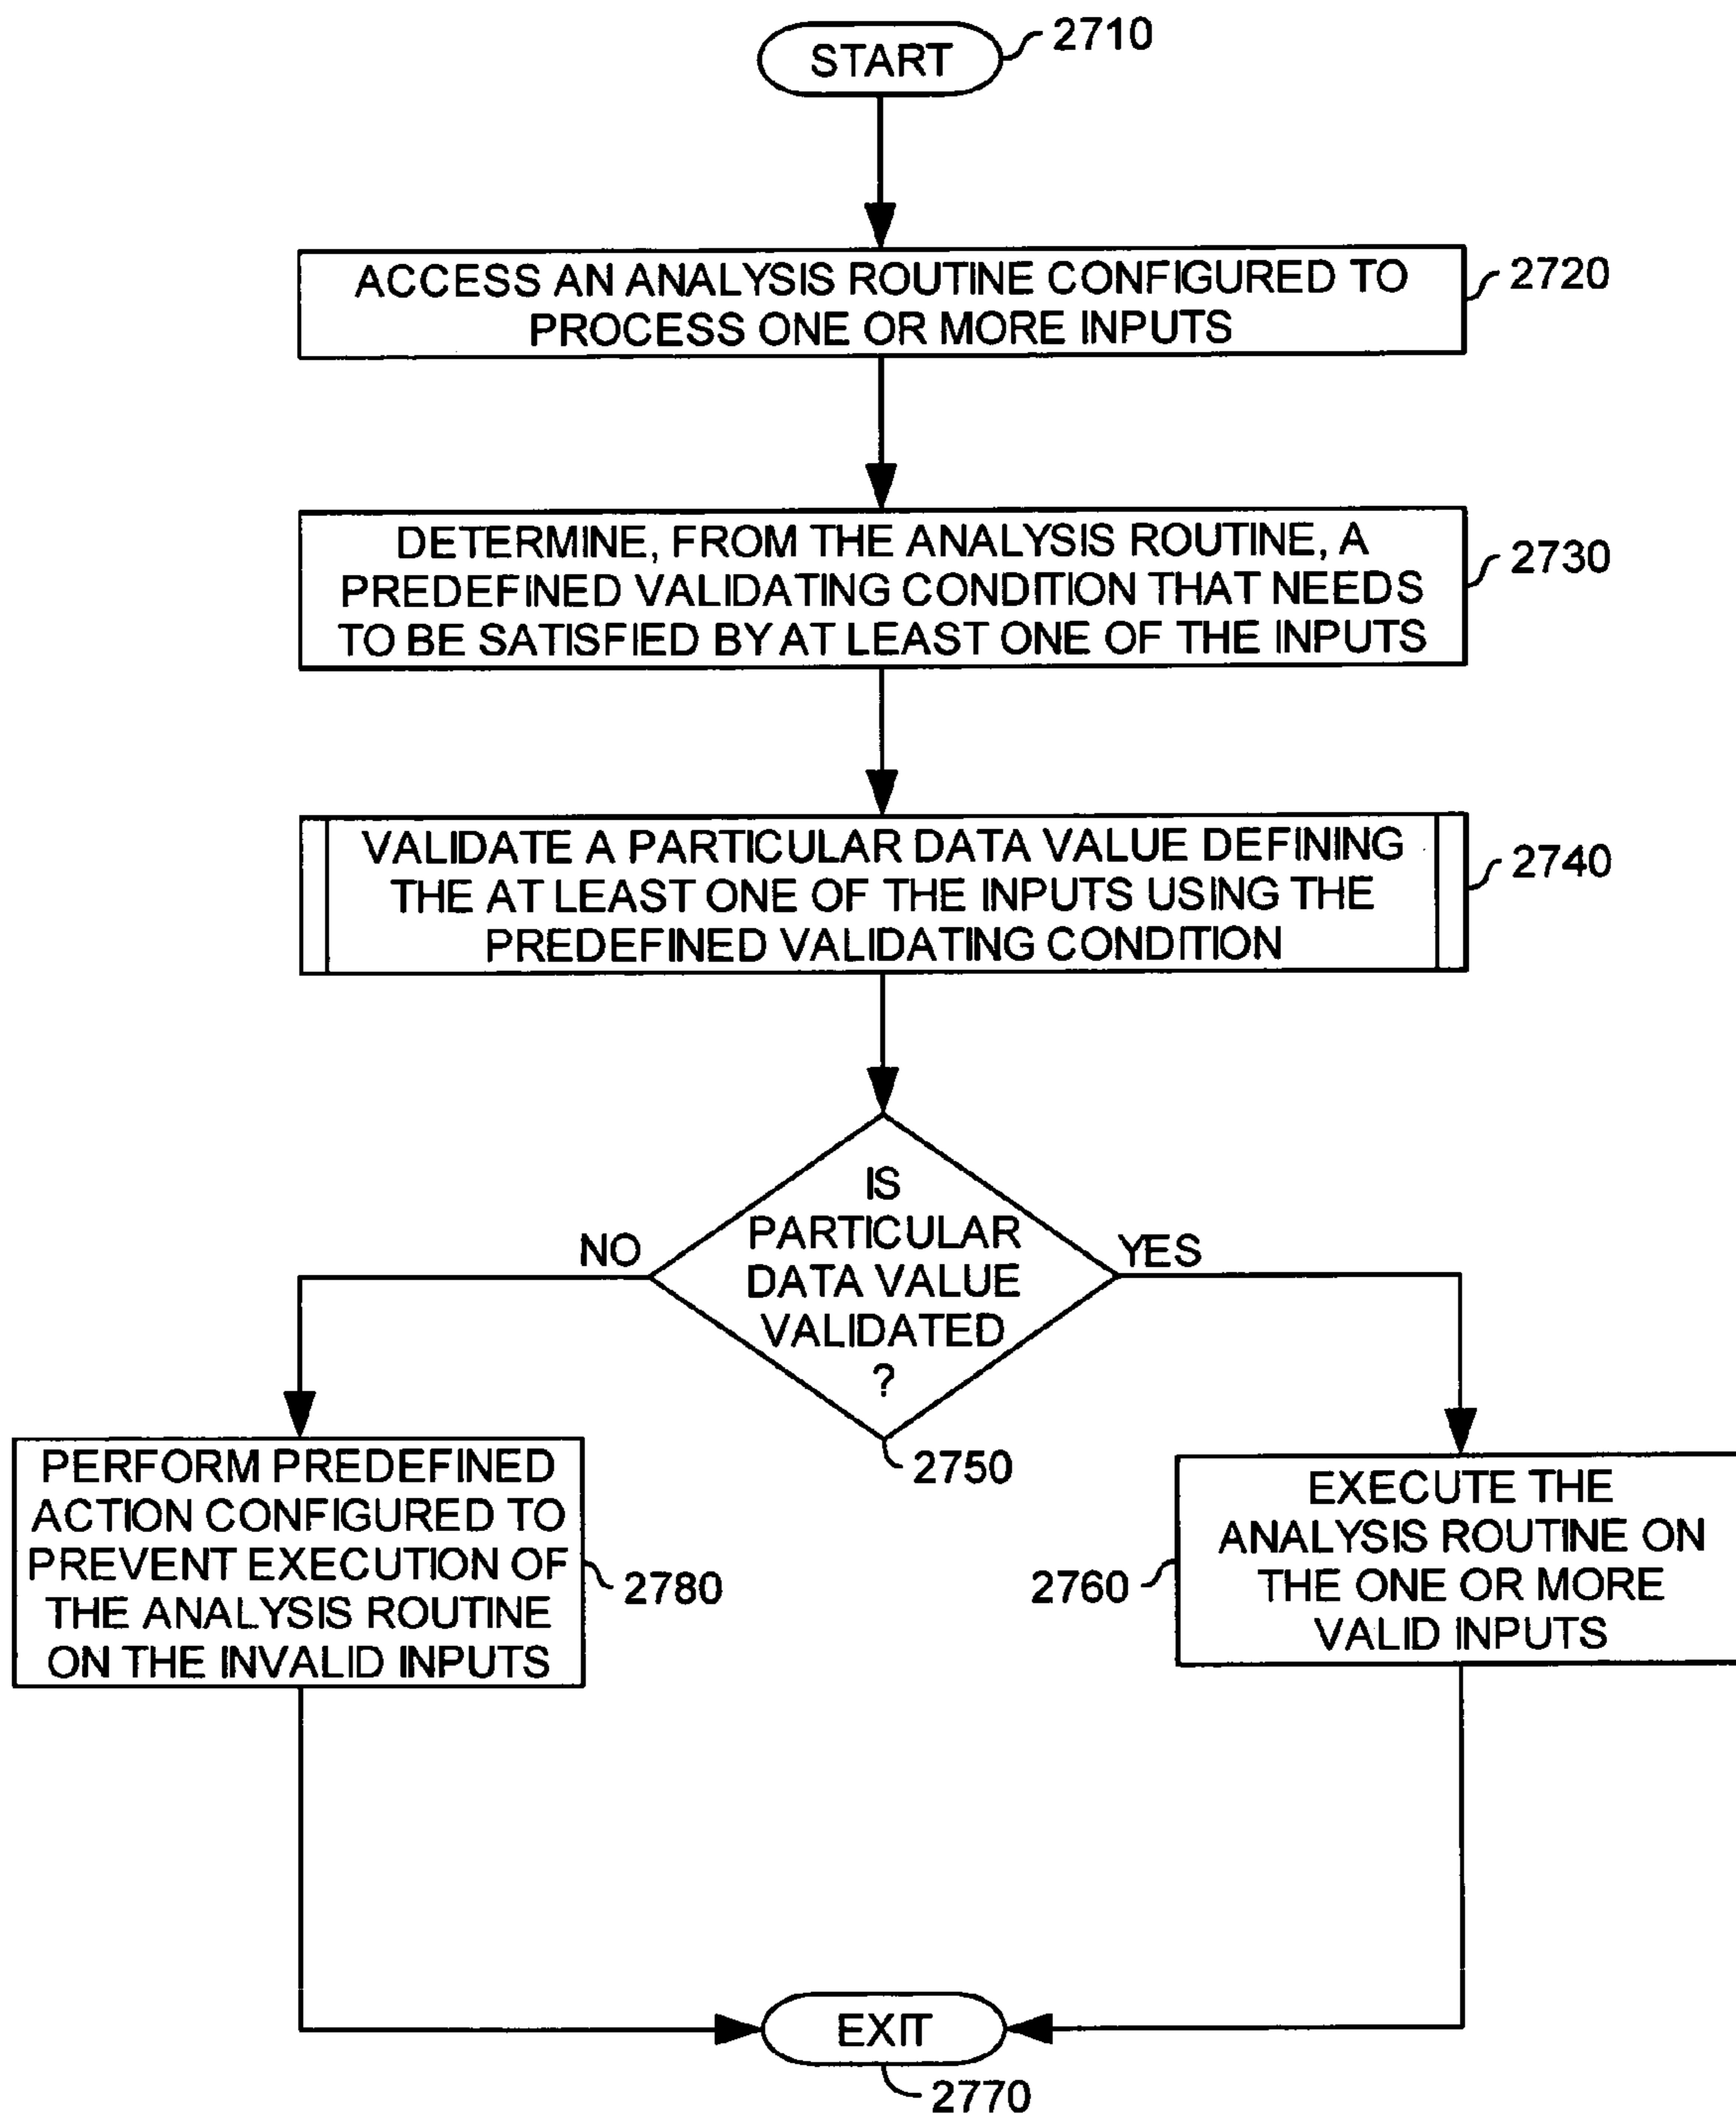 START
2710
ACCESS AN ANALYSIS ROUTINE CONFIGURED TO
PROCESS ONE OR MORE INPUTS
2720
DETERMINE, FROM THE ANALYSIS ROUTINE, A
PREDEFINED VALIDATING CONDITION THAT NEEDS
TO BE SATISFIED BY AT LEAST ONE OF THE INPUTS
2730
VALIDATE A PARTICULAR DATA VALUE DEFINING
THE AT LEAST ONE OF THE INPUTS USING THE
PREDEFINED VALIDATING CONDITION
2740
IS
PARTICULAR
DATA VALUE
VALIDATED
?
NO
YES
2750
PERFORM PREDEFINED
ACTION CONFIGURED TO
PREVENT EXECUTION OF
THE ANALYSIS ROUTINE
ON THE INVALID INPUTS
2780
2760
EXECUTE THE
ANALYSIS ROUTINE ON
THE ONE OR MORE
VALID INPUTS
EXIT
2770